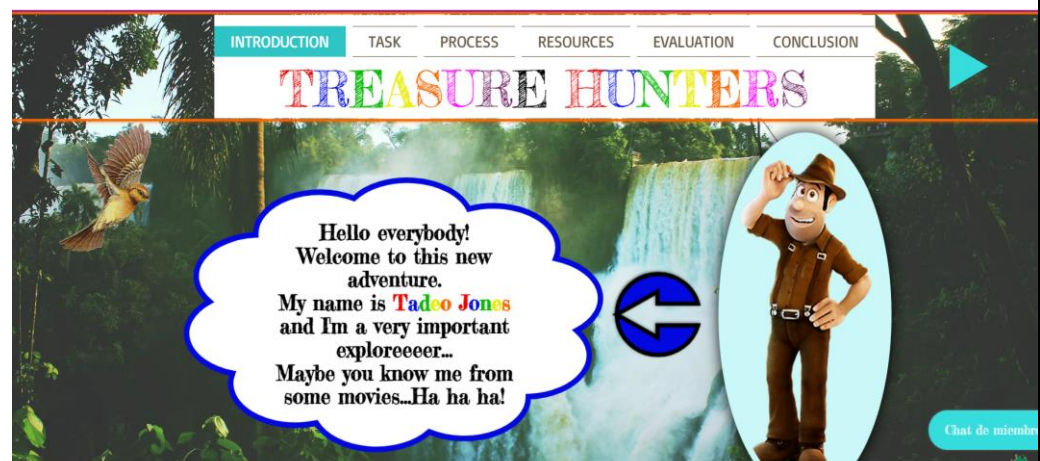 INTRODUCTION TASK PROCESS RESOURCES EVALUATION CONCLUSION
TREASURE HUNTERS
Hello everybody!
Welcome to this new
adventure.
My name is Tadeo Jones
and I'm a very important
exploreeeer...
Maybe you know me from
some movies...Ha ha ha!
Chat de miembro